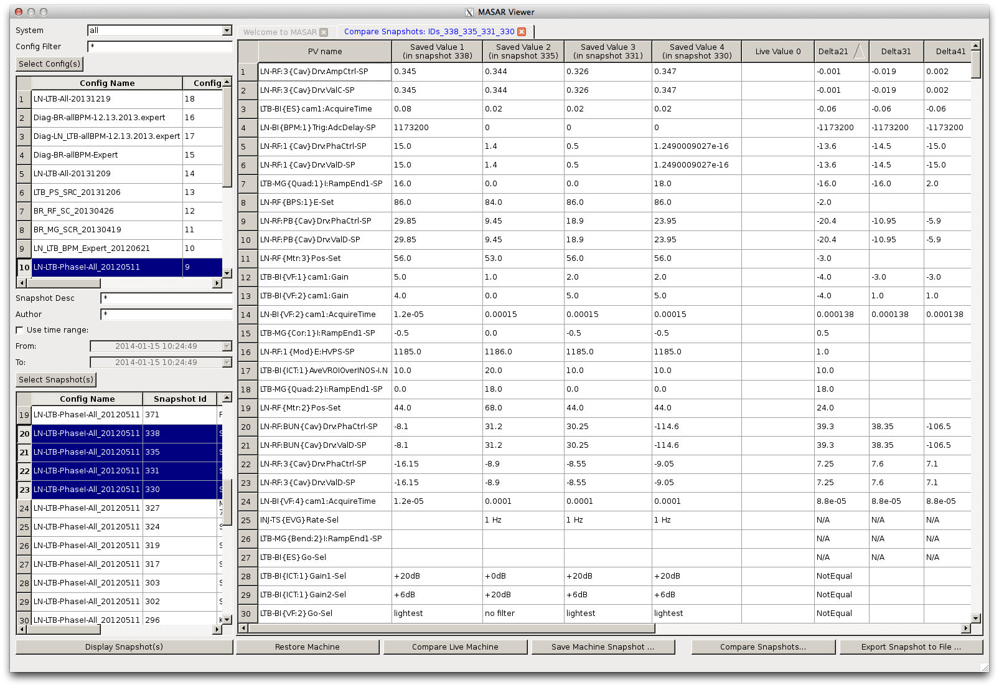 MASAR Viewer
System
all
Config Filter
*
Select Config(s)
Config Name Config
1 LN-LTB-All-20131219 18
2 Diag-BR-allBPM-12.13.2013.expert 16
3 Diag-LN_LTB-allBPM-12.13.2013.expert 17
4 Diag-BR-allBPM-Expert 15
5 LN-LTB-All-20131209 14
6 LTB_PS_SRC_20131206 13
7 BR_RF_SC_20130426 12
8 BR_MG_SCR_20130419 11
9 LN_LTB_BPM_Expert_20120621 10
10 LN-LTB-PhaseI-All_20120511 9
Snapshot Desc *
Author *
Use time range:
From: 2014-01-15 10:24:49
To: 2014-01-15 10:24:49
Select Snapshot(s)
Config Name Snapshot Id
19 LN-LTB-PhaseI-All_20120511 371
20 LN-LTB-PhaseI-All_20120511 338
21 LN-LTB-PhaseI-All_20120511 335
22 LN-LTB-PhaseI-All_20120511 331
23 LN-LTB-PhaseI-All_20120511 330
24 LN-LTB-PhaseI-All_20120511 327
25 LN-LTB-PhaseI-All_20120511 324
26 LN-LTB-PhaseI-All_20120511 319
27 LN-LTB-PhaseI-All_20120511 317
28 LN-LTB-PhaseI-All_20120511 303
29 LN-LTB-PhaseI-All_20120511 302
30 LN-LTB-PhaseI-All_20120511 296
Display Snapshot(s)
Welcome to MASAR
Compare Snapshots: IDs_338_335_331_330
PV name Saved Value 1 (in snapshot 338) Saved Value 2 (in snapshot 335) Saved Value 3 (in snapshot 331) Saved Value 4 (in snapshot 330) Live Value 0 Delta21 Delta31 Delta41
1 LN-RF:3{Cav}Drv:AmpCtrl-SP 0.345 0.344 0.326 0.347 -0.001 -0.019 0.002
2 LN-RF:3{Cav}Drv:ValC-SP 0.345 0.344 0.326 0.347 -0.001 -0.019 0.002
3 LTB-BI{ES}cam1:AcquireTime 0.08 0.02 0.02 0.02 -0.06 -0.06 -0.06
4 LN-BI{BPM:1}Trig:AdcDelay-SP 1173200 0 0 0 -1173200 -1173200 -1173200
5 LN-RF:1{Cav}Drv:PhaCtrl-SP 15.0 1.4 0.5 1.2490009027e-16 -13.6 -14.5 -15.0
6 LN-RF:1{Cav}Drv:ValD-SP 15.0 1.4 0.5 1.2490009027e-16 -13.6 -14.5 -15.0
7 LTB-MG{Quad:1}I:RampEnd1-SP 16.0 0.0 0.0 18.0 -16.0 -16.0 2.0
8 LN-RF{BPS:1}E-Set 86.0 84.0 86.0 86.0 -2.0
9 LN-RF:PB{Cav}Drv:PhaCtrl-SP 29.85 9.45 18.9 23.95 -20.4 -10.95 -5.9
10 LN-RF:PB{Cav}Drv:ValD-SP 29.85 9.45 18.9 23.95 -20.4 -10.95 -5.9
11 LN-RF{Mtr:3}Pos-Set 56.0 53.0 56.0 56.0 -3.0
12 LTB-BI{VF:1}cam1:Gain 5.0 1.0 2.0 2.0 -4.0 -3.0 -3.0
13 LTB-BI{VF:2}cam1:Gain 4.0 0.0 5.0 5.0 -4.0 1.0 1.0
14 LN-BI{VF:2}cam1:AcquireTime 1.2e-05 0.00015 0.00015 0.00015 0.000138 0.000138 0.000138
15 LTB-MG{Cor:1}I:RampEnd1-SP -0.5 0.0 -0.5 -0.5 0.5
16 LN-RF:1{Mod}E:HVPS-SP 1185.0 1186.0 1185.0 1185.0 1.0
17 LTB-BI{ICT:1}AveVROIOverINOS-I.N 10.0 20.0 10.0 10.0 10.0
18 LTB-MG{Quad:2}I:RampEnd1-SP 0.0 18.0 0.0 0.0 18.0
19 LN-RF{Mtr:2}Pos-Set 44.0 68.0 44.0 44.0 24.0
20 LN-RF:BUN{Cav}Drv:PhaCtrl-SP -8.1 31.2 30.25 -114.6 39.3 38.35 -106.5
21 LN-RF:BUN{Cav}Drv:ValD-SP -8.1 31.2 30.25 -114.6 39.3 38.35 -106.5
22 LN-RF:3{Cav}Drv:PhaCtrl-SP -16.15 -8.9 -8.55 -9.05 7.25 7.6 7.1
23 LN-RF:3{Cav}Drv:ValD-SP -16.15 -8.9 -8.55 -9.05 7.25 7.6 7.1
24 LN-BI{VF:4}cam1:AcquireTime 1.2e-05 0.0001 0.0001 0.0001 8.8e-05 8.8e-05 8.8e-05
25 INJ-TS{EVG}Rate-Sel 1 Hz 1 Hz 1 Hz N/A N/A N/A
26 LTB-MG{Bend:2}I:RampEnd1-SP N/A N/A N/A
27 LTB-BI{ES}Go-Sel N/A N/A N/A
28 LTB-BI{ICT:1}Gain1-Sel +20dB +0dB +20dB +20dB NotEqual
29 LTB-BI{ICT:1}Gain2-Sel +6dB +20dB +6dB +6dB NotEqual
30 LTB-BI{VF:2}Go-Sel lightest no filter lightest lightest NotEqual
Restore Machine
Compare Live Machine
Save Machine Snapshot ...
Compare Snapshots...
Export Snapshot to File ...